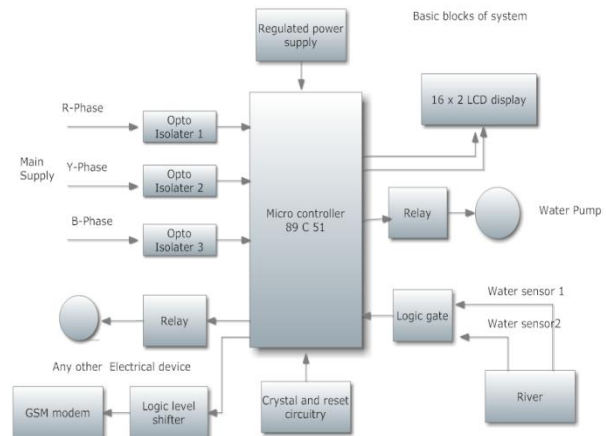 Regulated power
supply
Basic blocks of system
16 x 2 LCD display
R-Phase
Opto
Isolater 1
Main
Supply
Y-Phase
Opto
Isolater 2
B-Phase
Opto
Isolater 3
Micro controller
89 C 51
Relay
Water Pump
Water sensor 1
Logic gate
Water sensor2
River
Relay
Any other Electrical device
GSM modem
Logic level
shifter
Crystal and reset
circuitry